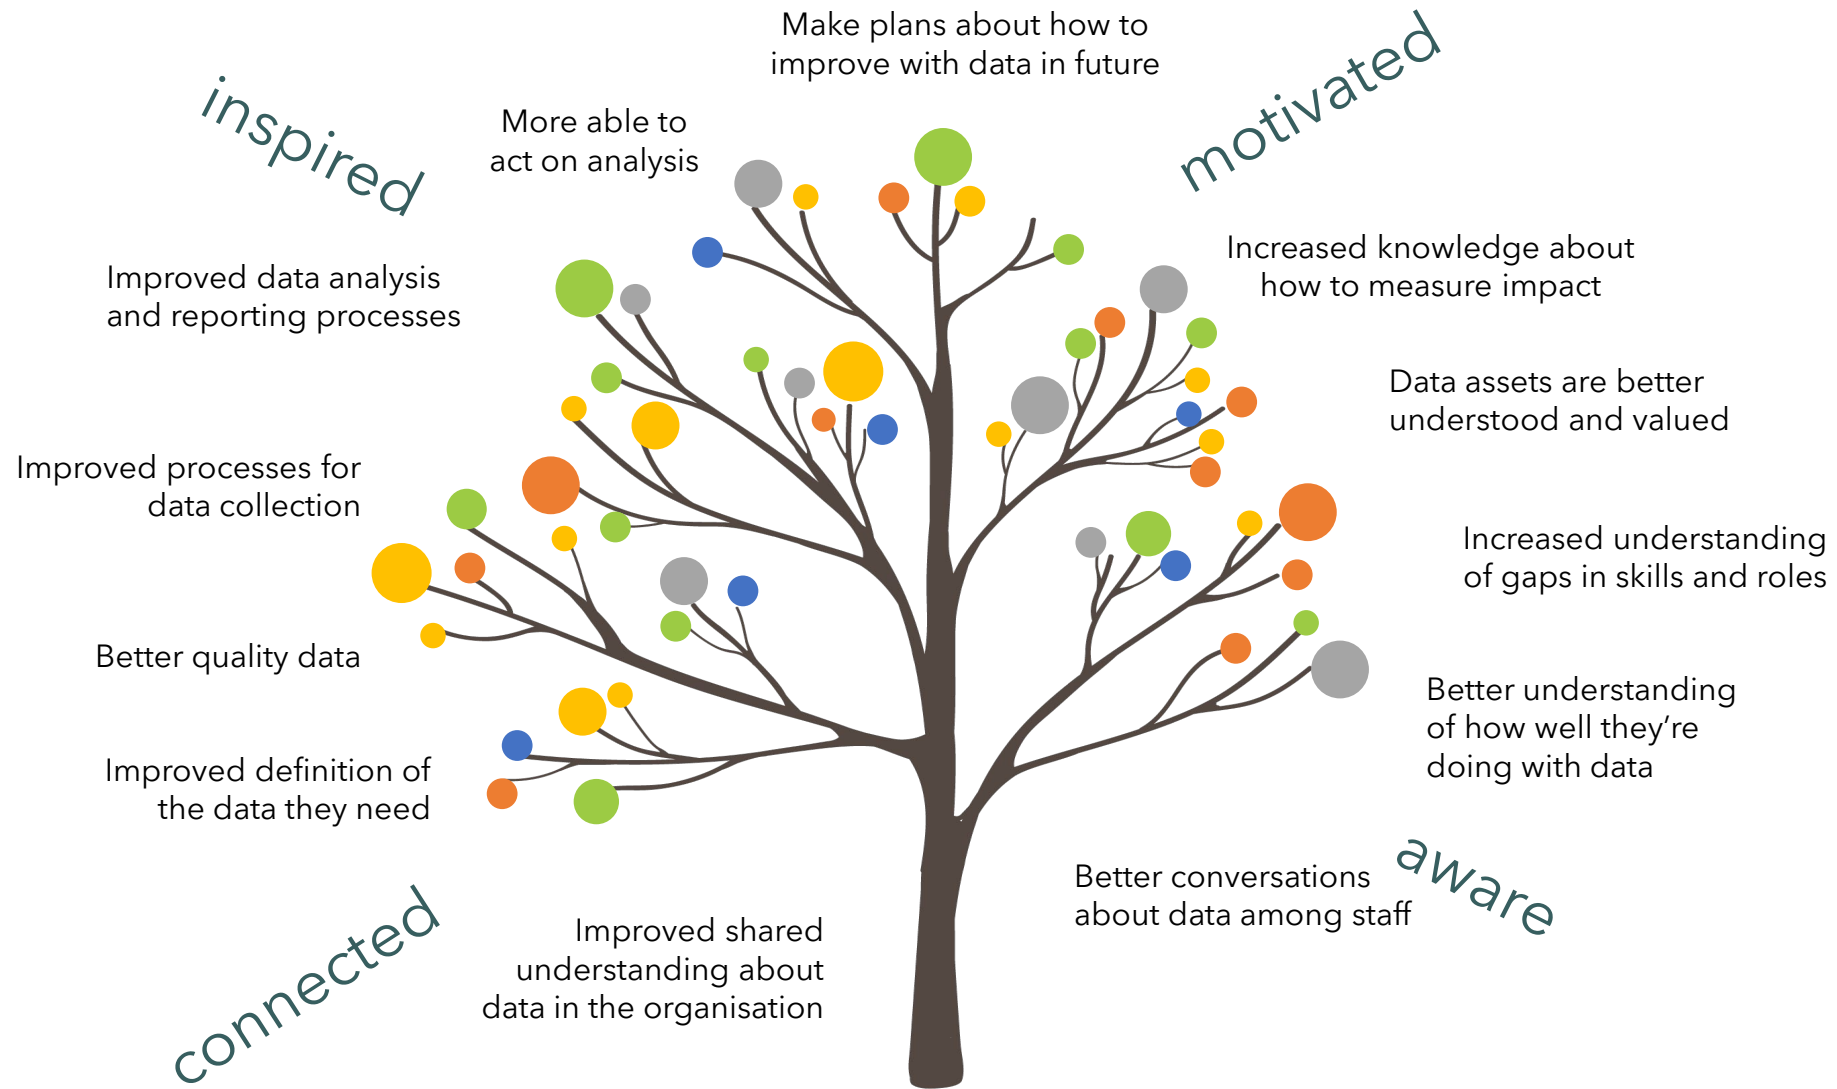 Make plans about how to
improve with data in future
inspired
motivated
More able to
act on analysis
Increased knowledge about
how to measure impact
Improved data analysis
and reporting processes
Data assets are better
understood and valued
Improved processes for
data collection
Increased understanding
of gaps in skills and roles
Better quality data
Better understanding
of how well they’re
doing with data
Improved definition of
the data they need
aware
Better conversations
about data among staff
connected
Improved shared
understanding about
data in the organisation